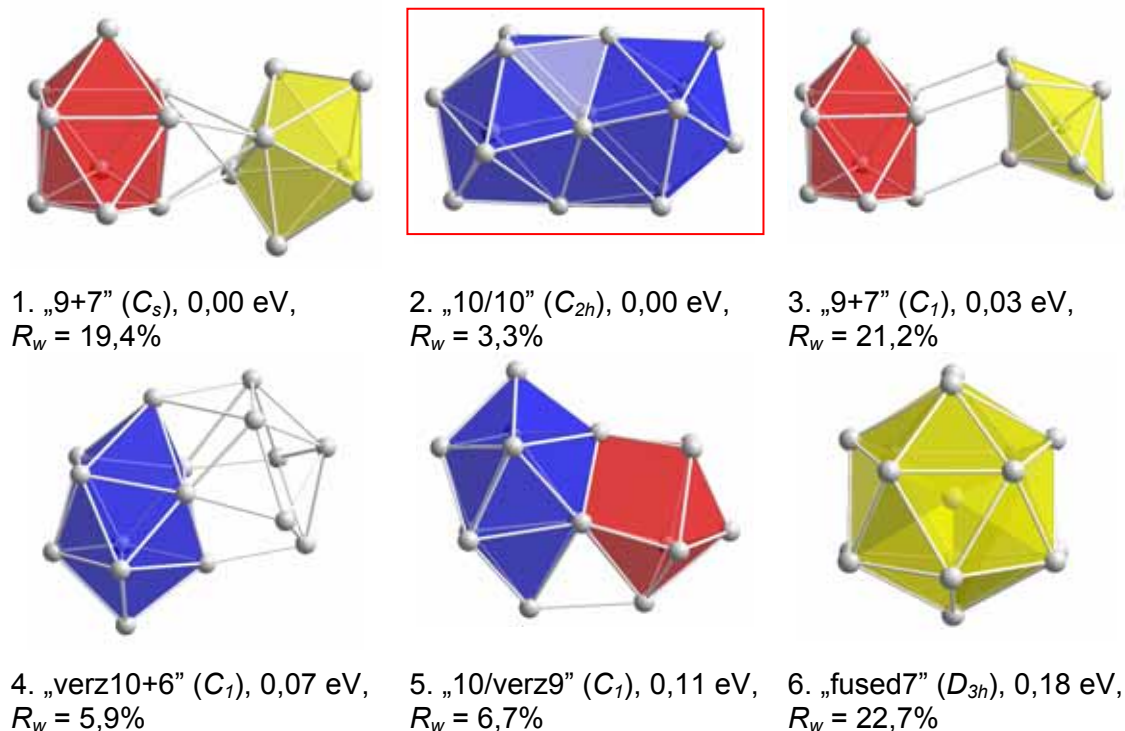 1. „9+7” (Cs), 0,00 eV,
Rw = 19,4%
2. „10/10” (C2h), 0,00 eV,
Rw = 3,3%
3. „9+7” (C1), 0,03 eV,
Rw = 21,2%
4. „verz10+6” (C1), 0,07 eV,
Rw = 5,9%
5. „10/verz9” (C1), 0,11 eV,
Rw = 6,7%
6. „fused7” (D3h), 0,18 eV,
Rw = 22,7%